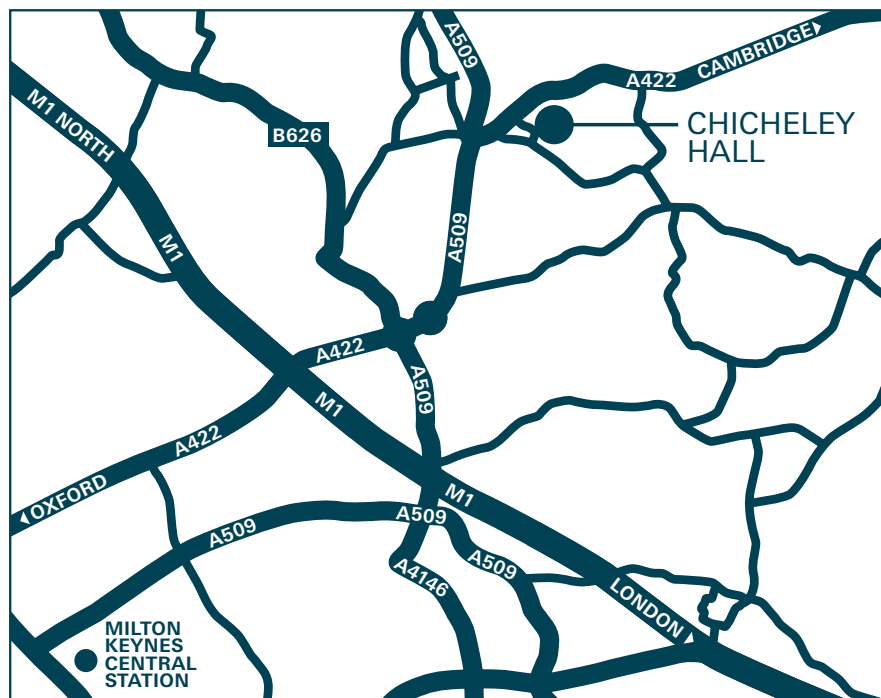 A509
CAMBRIDGE
A422
M1 NORTH
B626
CHICHELEY
HALL
M1
A509
A422
A509
M1
A422
OXFORD
M1
A509
A509
A509
A4146
LONDON
MILTON
KEYNES
CENTRAL
STATION